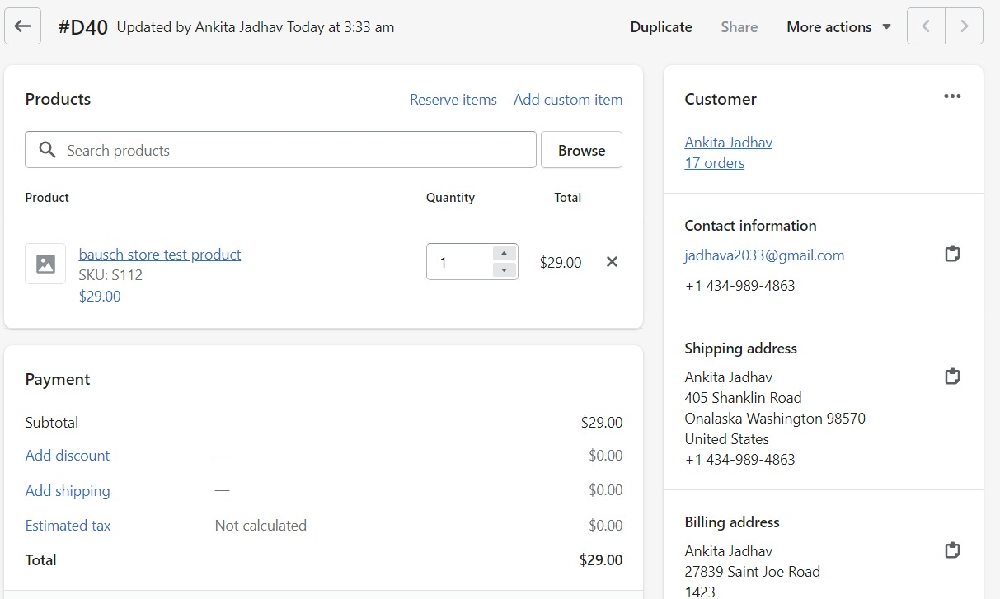 #D40 Updated by Ankita Jadhav Today at 3:33 am
Duplicate Share More actions
Products Reserve items Add custom item
Search products Browse
Product Quantity Total
bausch store test product
SKU: S112
$29.00
1 $29.00
Payment
Subtotal $29.00
Add discount — $0.00
Add shipping — $0.00
Estimated tax Not calculated $0.00
Total $29.00
Customer
Ankita Jadhav
17 orders
Contact information
jadhava2033@gmail.com
+1 434-989-4863
Shipping address
Ankita Jadhav
405 Shanklin Road
Onalaska Washington 98570
United States
+1 434-989-4863
Billing address
Ankita Jadhav
27839 Saint Joe Road
1423